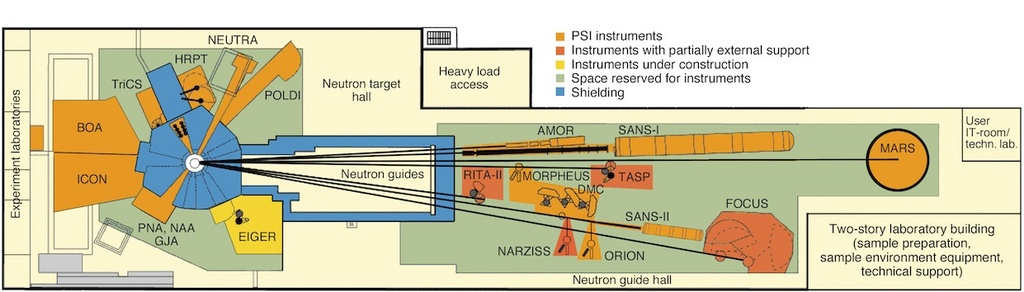 NEUTRA
HRPT
TriCS
POLDI
Neutron target
hall
Heavy load
access
PSI instruments
Instruments with partially external support
Instruments under construction
Space reserved for instruments
Shielding
Experiment laboratories
BOA
ICON
PNA, NAA
GJA
EIGER
Neutron guides
AMOR
SANS-I
RITA-II
MORPHEUS
DMC
TASP
MARS
User
IT-room/
techn. lab.
SANS-II
FOCUS
NARZISS
ORION
Neutron guide hall
Two-story laboratory building
(sample preparation,
sample environment equipment,
technical support)